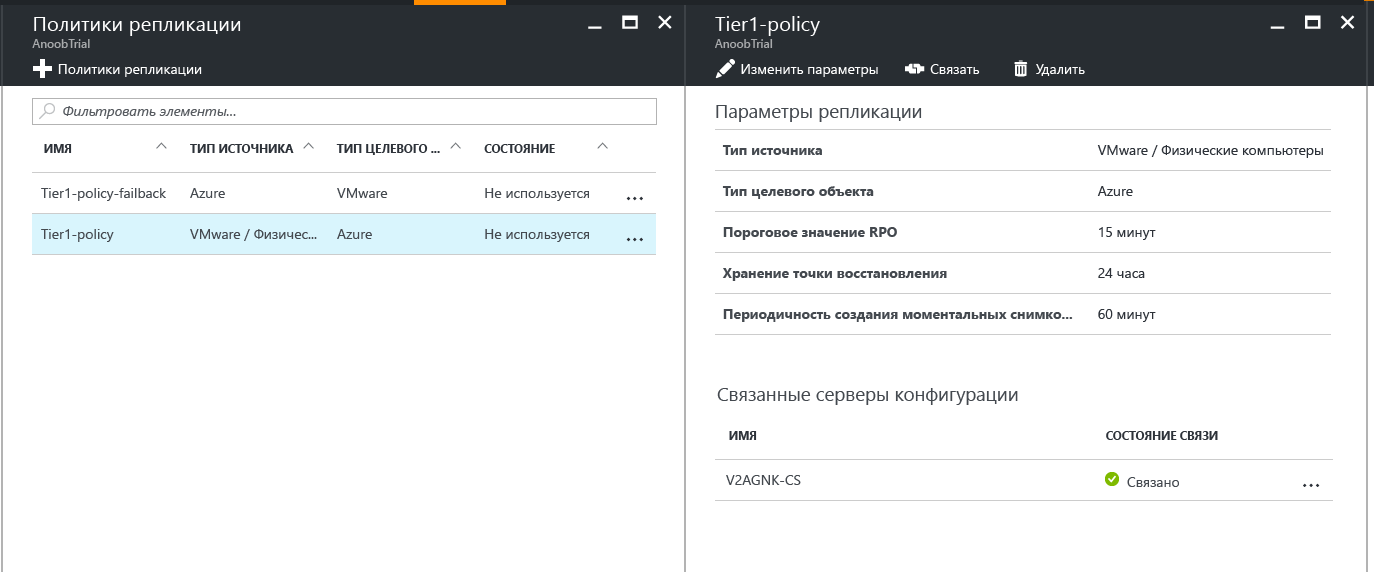 Политики репликации
AnoobTrial
Политики репликации
Фильтровать элементы...
ИМЯ ТИП ИСТОЧНИКА ТИП ЦЕЛЕВОГО ... СОСТОЯНИЕ
Tier1-policy-failback Azure VMware Не используется ...
Tier1-policy VMware / Физичес... Azure Не используется ...
Tier1-policy
AnoobTrial
Изменить параметры Связать Удалить
Параметры репликации
Тип источника VMware / Физические компьютеры
Тип целевого объекта Azure
Пороговое значение RPO 15 минут
Хранение точки восстановления 24 часа
Периодичность создания моментальных снимко... 60 минут
Связанные серверы конфигурации
ИМЯ СОСТОЯНИЕ СВЯЗИ
V2AGNK-CS Связано ...